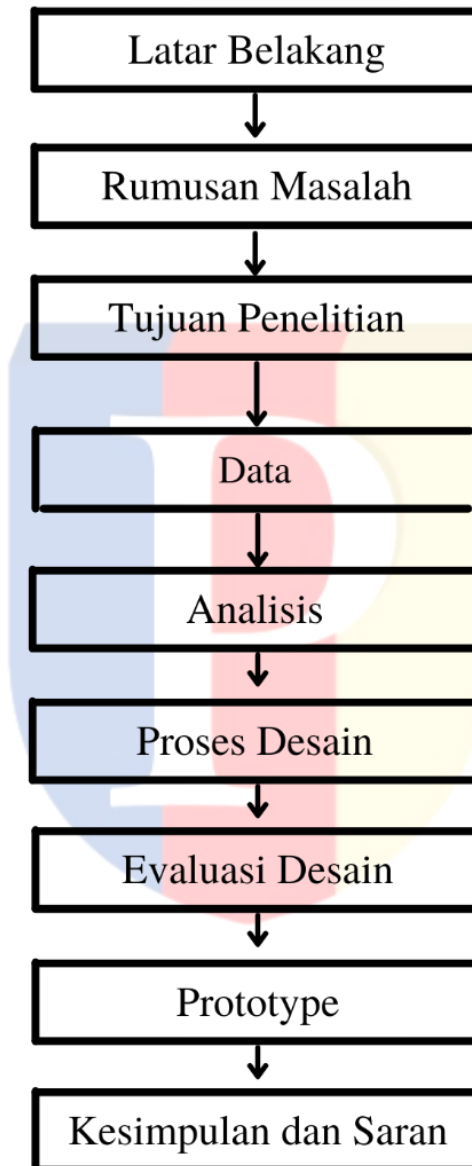 Latar Belakang
Rumusan Masalah
Tujuan Penelitian
Data
Analisis
Proses Desain
Evaluasi Desain
Prototype
Kesimpulan dan Saran